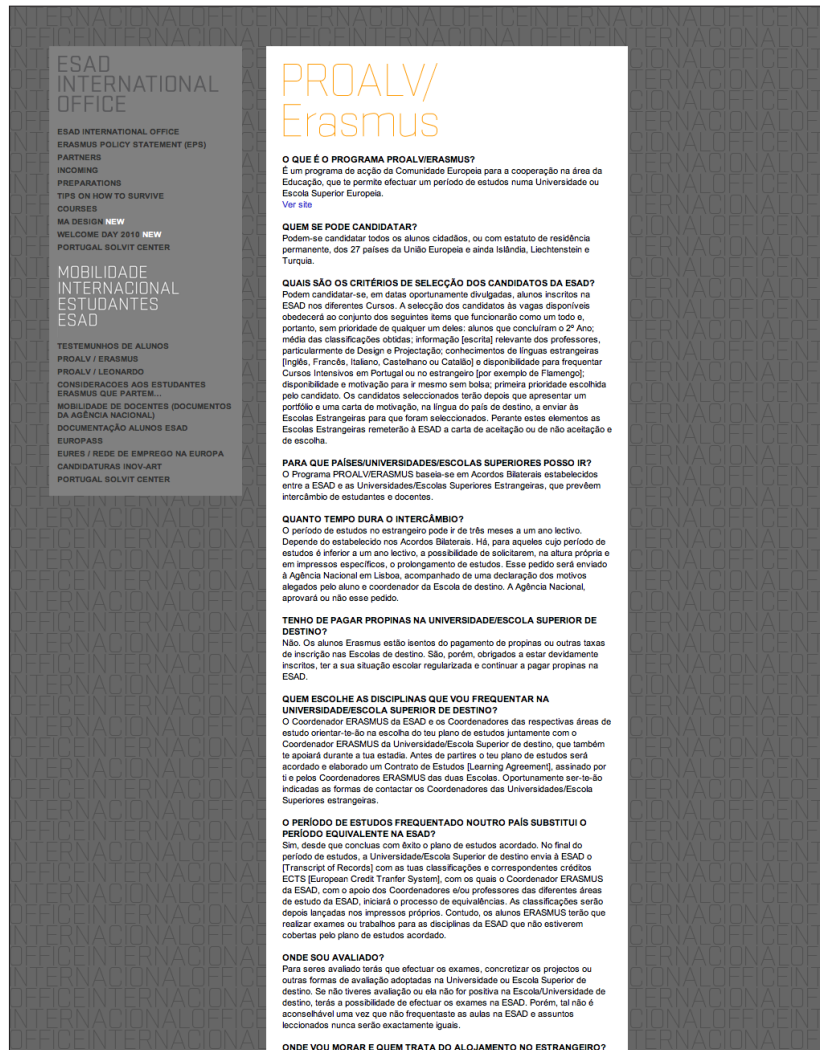 ESAD
INTERNATIONAL
OFFICE
ESAD INTERNATIONAL OFFICE
ERASMUS POLICY STATEMENT (EPS)
PARTNERS
INCOMING
PREPARATIONS
TIPS ON HOW TO SURVIVE
COURSES
MA DESIGN NEW
WELCOME DAY 2010 NEW
PORTUGAL SOLVIT CENTER
MOBILIDADE
INTERNACIONAL
ESTUDANTES
ESAD
TESTEMUNHOS DE ALUNOS
PROALV / ERASMUS
PROALV / LEONARDO
CONSIDERACOES AOS ESTUDANTES
ERASMUS QUE PARTEM...
MOBILIDADE DE DOCENTES (DOCUMENTOS
DA AGÊNCIA NACIONAL)
DOCUMENTAÇÃO ALUNOS ESAD
EUROPASS
EURES / REDE DE EMPREGO NA EUROPA
CANDIDATURAS INOV-ART
PORTUGAL SOLVIT CENTER
PROALV/
Erasmus
O QUE É O PROGRAMA PROALV/ERASMUS?
É um programa de acção da Comunidade Europeia para a cooperação na área da
Educação, que te permite efectuar um período de estudos numa Universidade ou
Escola Superior Europeia.
Ver site
QUEM SE PODE CANDIDATAR?
Podem-se candidatar todos os alunos cidadãos, ou com estatuto de residência
permanente, dos 27 países da União Europeia e ainda Islândia, Liechtenstein e
Turquia.
QUAIS SÃO OS CRITÉRIOS DE SELECÇÃO DOS CANDIDATOS DA ESAD?
Podem candidatar-se, em datas oportunamente divulgadas, alunos inscritos na
ESAD nos diferentes Cursos. A selecção dos candidatos às vagas disponíveis
obedecerá ao conjunto dos seguintes items que funcionarão como um todo e,
portanto, sem prioridade de qualquer um deles: alunos que concluíram o 2º Ano;
média das classificações obtidas; informação [escrita] relevante dos professores,
particularmente de Design e Projectação; conhecimentos de línguas estrangeiras
[Inglês, Francês, Italiano, Castelhano ou Catalão] e disponibilidade para frequentar
Cursos Intensivos em Portugal ou no estrangeiro [por exemplo de Flamengo];
disponibilidade e motivação para ir mesmo sem bolsa; primeira prioridade escolhida
pelo candidato. Os candidatos seleccionados terão depois que apresentar um
portfólio e uma carta de motivação, na língua do país de destino, a enviar às
Escolas Estrangeiras para que foram seleccionados. Perante estes elementos as
Escolas Estrangeiras remeterão à ESAD a carta de aceitação ou de não aceitação e
de escolha.
PARA QUE PAÍSES/UNIVERSIDADES/ESCOLAS SUPERIORES POSSO IR?
O Programa PROALV/ERASMUS baseia-se em Acordos Bilaterais estabelecidos
entre a ESAD e as Universidades/Escolas Superiores Estrangeiras, que prevêem
intercâmbio de estudantes e docentes.
QUANTO TEMPO DURA O INTERCÂMBIO?
O período de estudos no estrangeiro pode ir de três meses a um ano lectivo.
Depende do estabelecido nos Acordos Bilaterais. Há, para aqueles cujo período de
estudos é inferior a um ano lectivo, a possibilidade de solicitarem, na altura própria e
em impressos específicos, o prolongamento de estudos. Esse pedido será enviado
à Agência Nacional em Lisboa, acompanhado de uma declaração dos motivos
alegados pelo aluno e coordenador da Escola de destino. A Agência Nacional,
aprovará ou não esse pedido.
TENHO DE PAGAR PROPINAS NA UNIVERSIDADE/ESCOLA SUPERIOR DE
DESTINO?
Não. Os alunos Erasmus estão isentos do pagamento de propinas ou outras taxas
de inscrição nas Escolas de destino. São, porém, obrigados a estar devidamente
inscritos, ter a sua situação escolar regularizada e continuar a pagar propinas na
ESAD.
QUEM ESCOLHE AS DISCIPLINAS QUE VOU FREQUENTAR NA
UNIVERSIDADE/ESCOLA SUPERIOR DE DESTINO?
O Coordenador ERASMUS da ESAD e os Coordenadores das respectivas áreas de
estudo orientar-te-ão na escolha do teu plano de estudos juntamente com o
Coordenador ERASMUS da Universidade/Escola Superior de destino, que também
te apoiará durante a tua estadia. Antes de partires o teu plano de estudos será
acordado e elaborado um Contrato de Estudos [Learning Agreement], assinado por
ti e pelos Coordenadores ERASMUS das duas Escolas. Oportunamente ser-te-ão
indicadas as formas de contactar os Coordenadores das Universidades/Escola
Superiores estrangeiras.
O PERÍODO DE ESTUDOS FREQUENTADO NOUTRO PAÍS SUBSTITUI O
PERÍODO EQUIVALENTE NA ESAD?
Sim, desde que concluas com êxito o plano de estudos acordado. No final do
período de estudos, a Universidade/Escola Superior de destino envia à ESAD o
[Transcript of Records] com as tuas classificações e correspondentes créditos
ECTS [European Credit Tranfer System], com os quais o Coordenador ERASMUS
da ESAD, com o apoio dos Coordenadores e/ou professores das diferentes áreas
de estudo da ESAD, iniciará o processo de equivalências. As classificações serão
depois lançadas nos impressos próprios. Contudo, os alunos ERASMUS terão que
realizar exames ou trabalhos para as disciplinas da ESAD que não estiverem
cobertas pelo plano de estudos acordado.
ONDE SOU AVALIADO?
Para seres avaliado terás que efectuar os exames, concretizar os projectos ou
outras formas de avaliação adoptadas na Universidade ou Escola Superior de
destino. Se não tiveres avaliação ou ela não for positiva na Escola/Universidade de
destino, terás a possibilidade de efectuar os exames na ESAD. Porém, tal não é
aconselhável uma vez que não frequentaste as aulas na ESAD e assuntos
leccionados nunca serão exactamente iguais.
ONDE VOU MORAR E QUEM TRATA DO ALOJAMENTO NO ESTRANGEIRO?